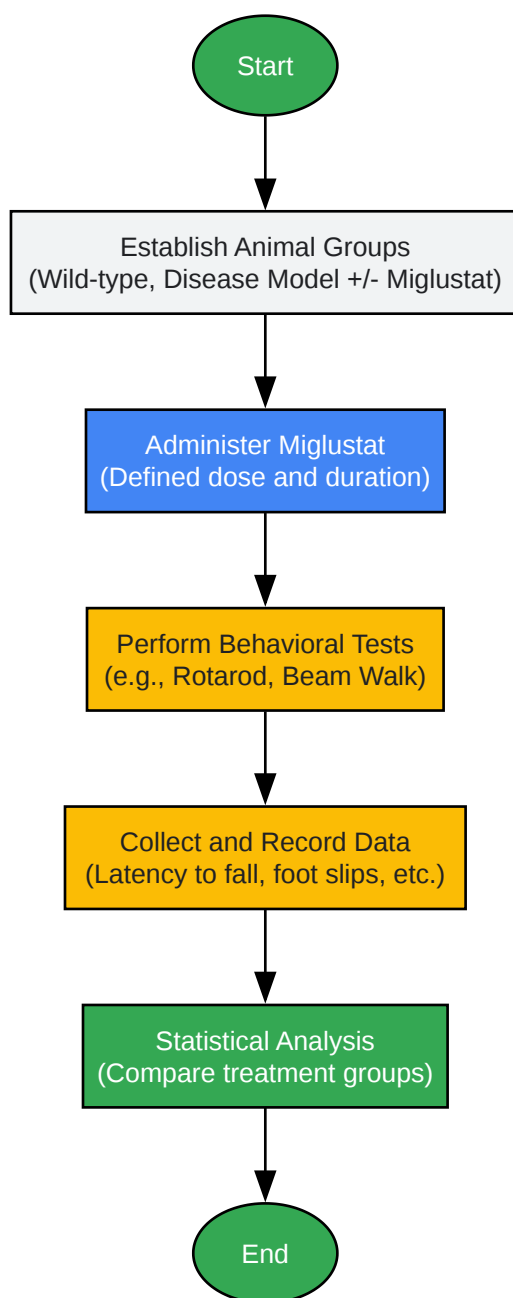 Start
Establish Animal Groups
(Wild-type, Disease Model +/- Miglustat)
Administer Miglustat
(Defined dose and duration)
Perform Behavioral Tests
(e.g., Rotarod, Beam Walk)
Collect and Record Data
(Latency to fall, foot slips, etc.)
Statistical Analysis
(Compare treatment groups)
End